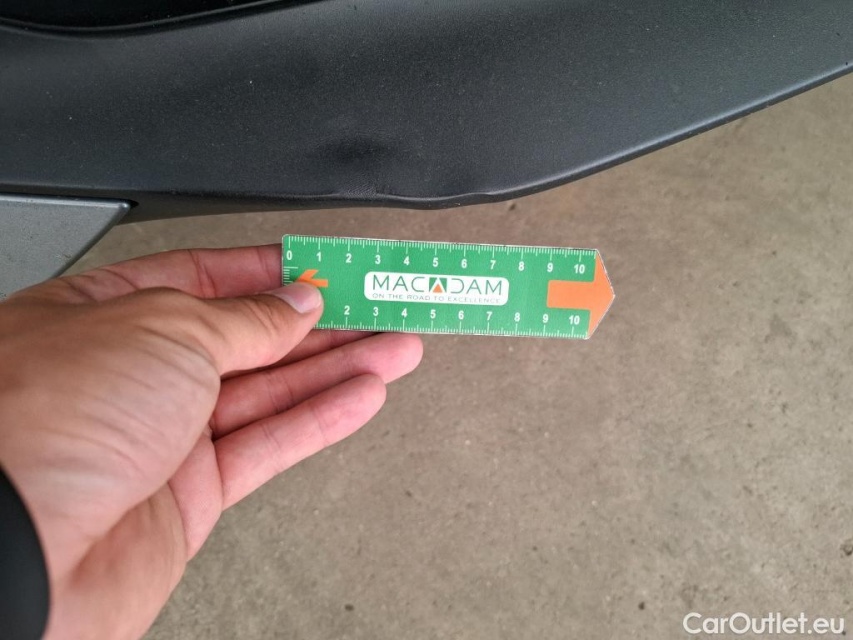 0 1 2 3 4 5 6 7 8 9 10
MACADAM
ON THE ROAD TO EXCELLENCE
2 3 4 5 6 7 8 9 10
CarOutlet.eu